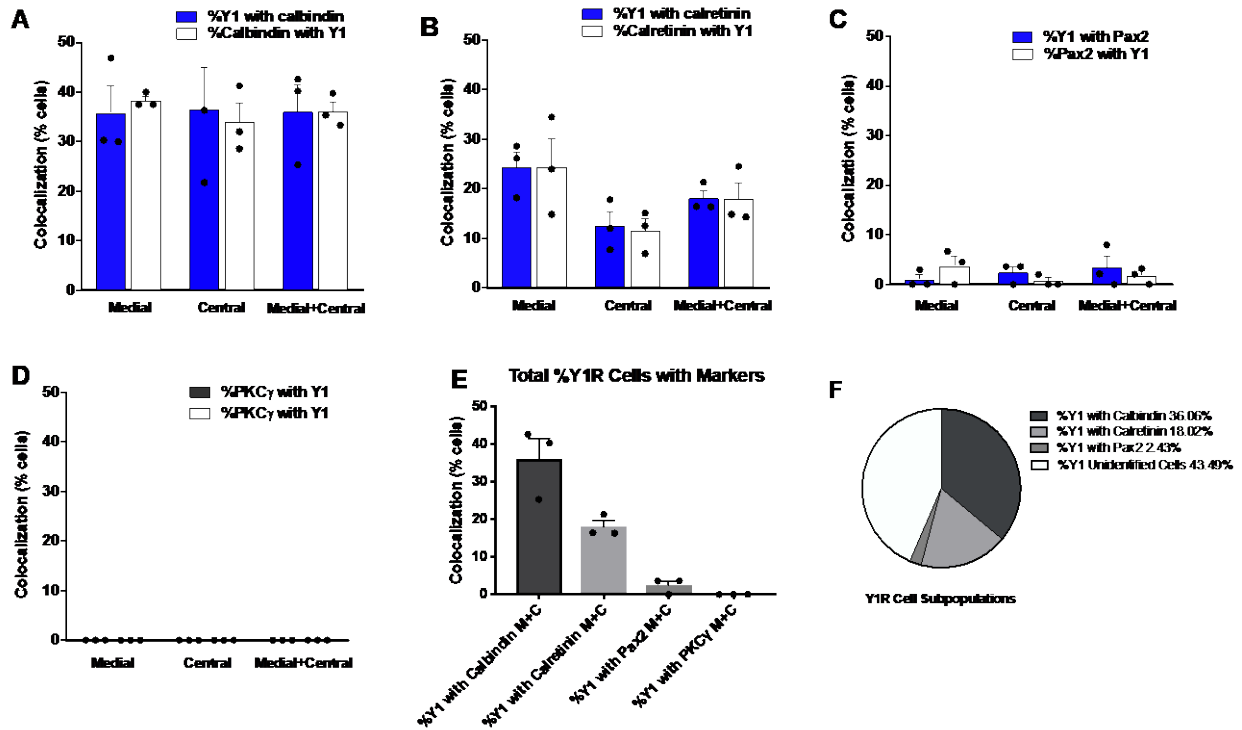 A
%Y1 with calbindin
%Calbindin with Y1
Colocalization (% cells)
50
40
30
20
10
0
Medial
Central
Medial+Central
B
%Y1 with calretinin
%Calretinin with Y1
Colocalization (% cells)
50
40
30
20
10
0
Medial
Central
Medial+Central
C
%Y1 with Pax2
%Pax2 with Y1
Colocalization (% cells)
50
40
30
20
10
0
Medial
Central
Medial+Central
D
%PKCγ with Y1
%PKCγ with Y1
Colocalization (% cells)
50
40
30
20
10
0
Medial
Central
Medial+Central
E
Total %Y1R Cells with Markers
Colocalization (% cells)
50
40
30
20
10
0
%Y1 with Calbindin M+C
%Y1 with Calretinin M+C
%Y1 with Pax2 M+C
%Y1 with PKCγ M+C
F
%Y1 with Calbindin 36.06%
%Y1 with Calretinin 18.02%
%Y1 with Pax2 2.43%
%Y1 Unidentified Cells 43.49%
Y1R Cell Subpopulations